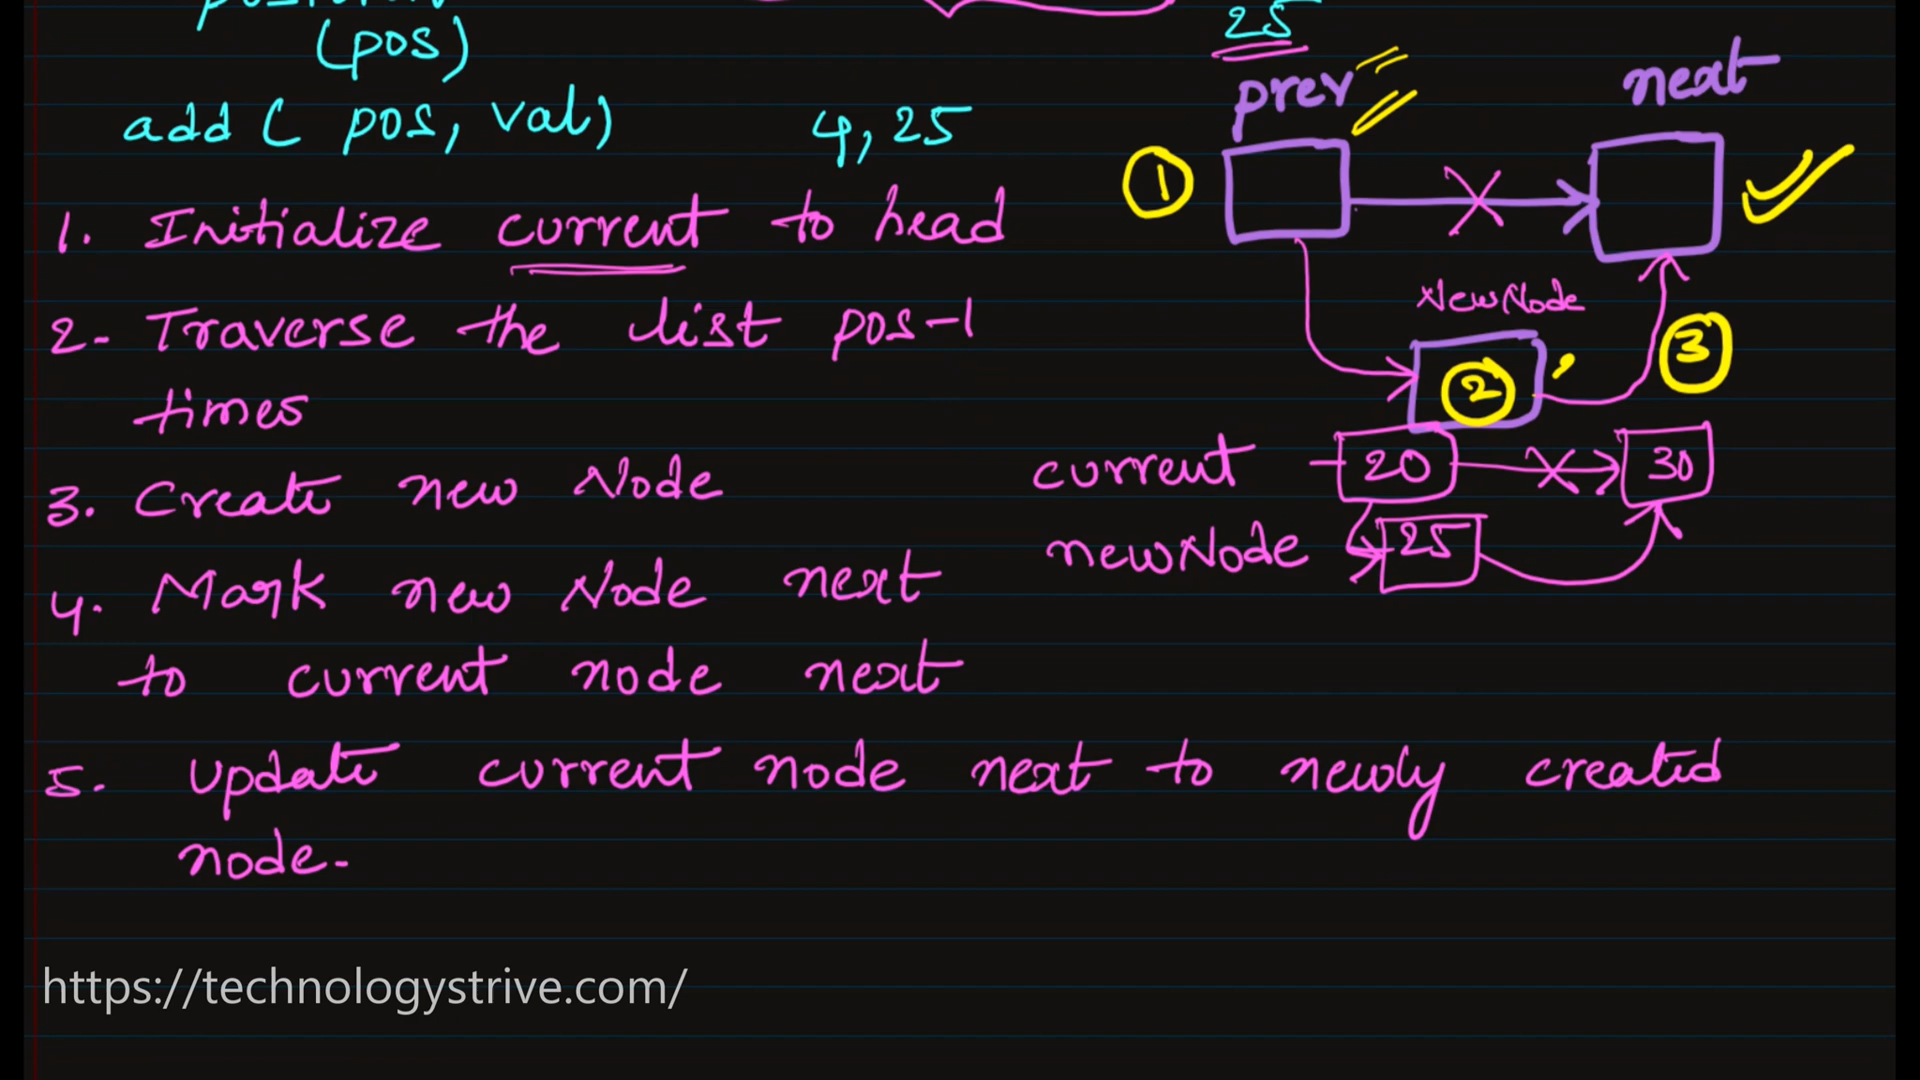 (pos)
25
prev
next
add ( pos, val)
4, 25
1
1. Initialize current to head
NewNode
2. Traverse the list pos-1
times
2
3
current
20
30
3. Create new Node
newNode
25
4. Mark new Node next
to current node next
5. Update current node next to newly created
node.
https://technologystrive.com/